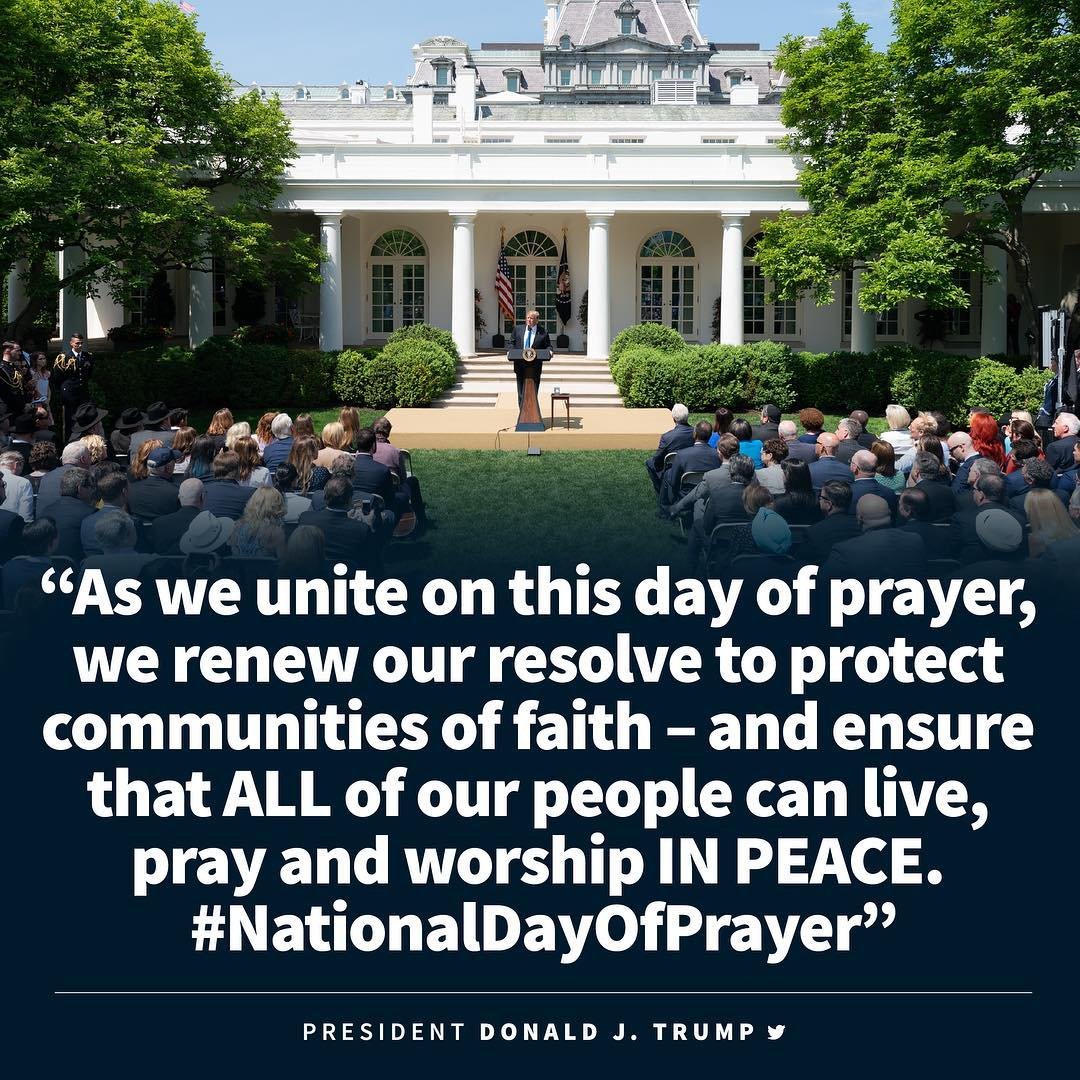 “As we unite on this day of prayer,
we renew our resolve to protect
communities of faith – and ensure
that ALL of our people can live,
pray and worship IN PEACE.
#NationalDayOfPrayer”
PRESIDENT DONALD J. TRUMP